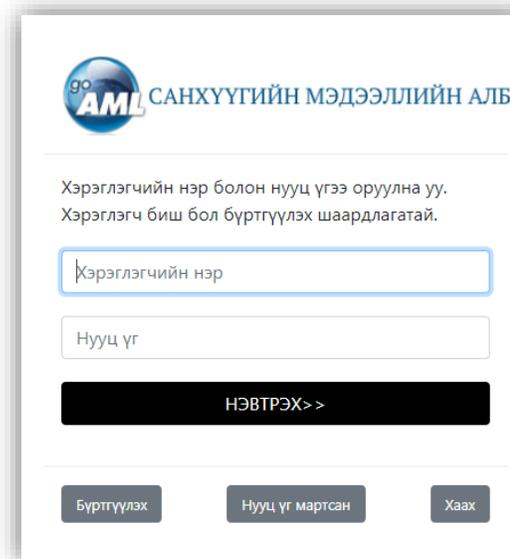 go
AML
САНХҮҮГИЙН МЭДЭЭЛЛИЙН АЛБ
Хэрэглэгчийн нэр болон нууц үгээ оруулна уу.
Хэрэглэгч биш бол бүртгүүлэх шаардлагатай.
Хэрэглэгчийн нэр
Нууц үг
НЭВТРЭХ>>
Бүртгүүлэх Нууц үг мартсан Хаах